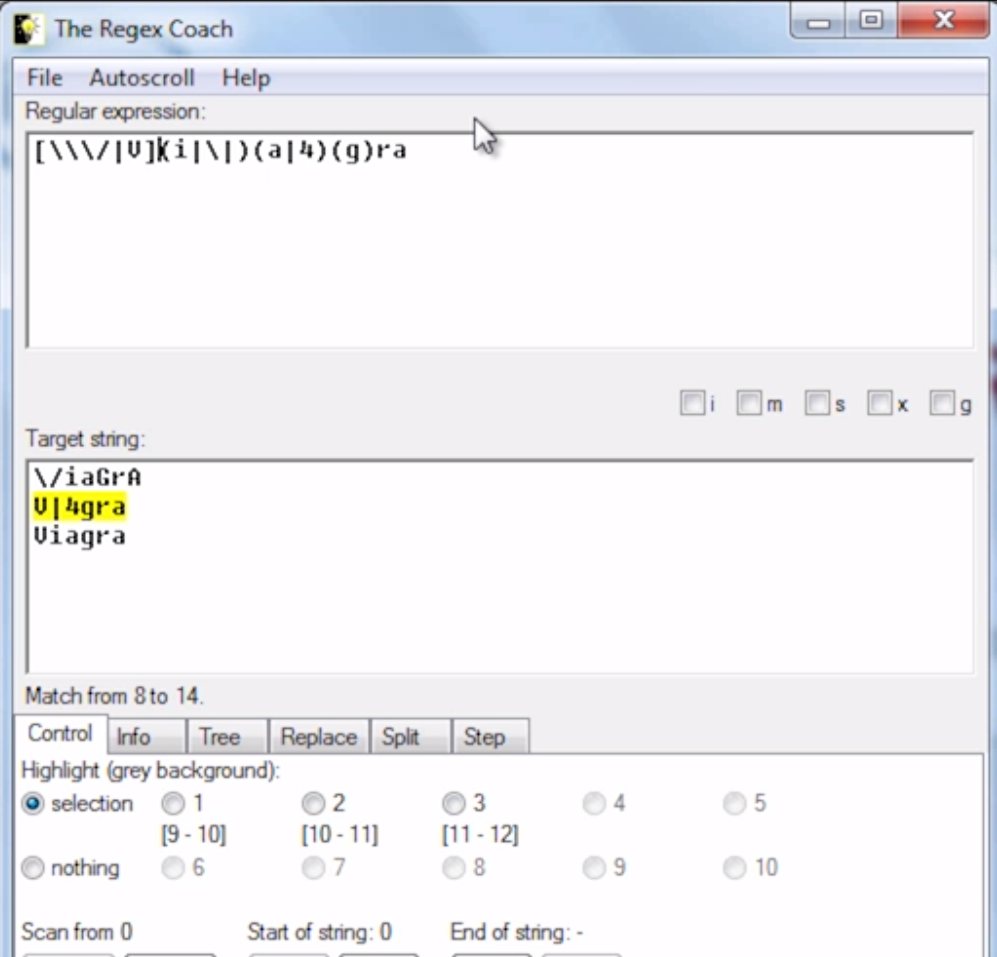 The Regex Coach
File Autoscroll Help
Regular expression:
[\\\/|V](i|\|)(a|4)(g)ra
i m s x g
Target string:
\/iaGrA
V|4gra
Viagra
Match from 8 to 14.
Control Info Tree Replace Split Step
Highlight (grey background):
selection 1 2 3 4 5
[9 - 10] [10 - 11] [11 - 12]
nothing 6 7 8 9 10
Scan from 0 Start of string: 0 End of string: -